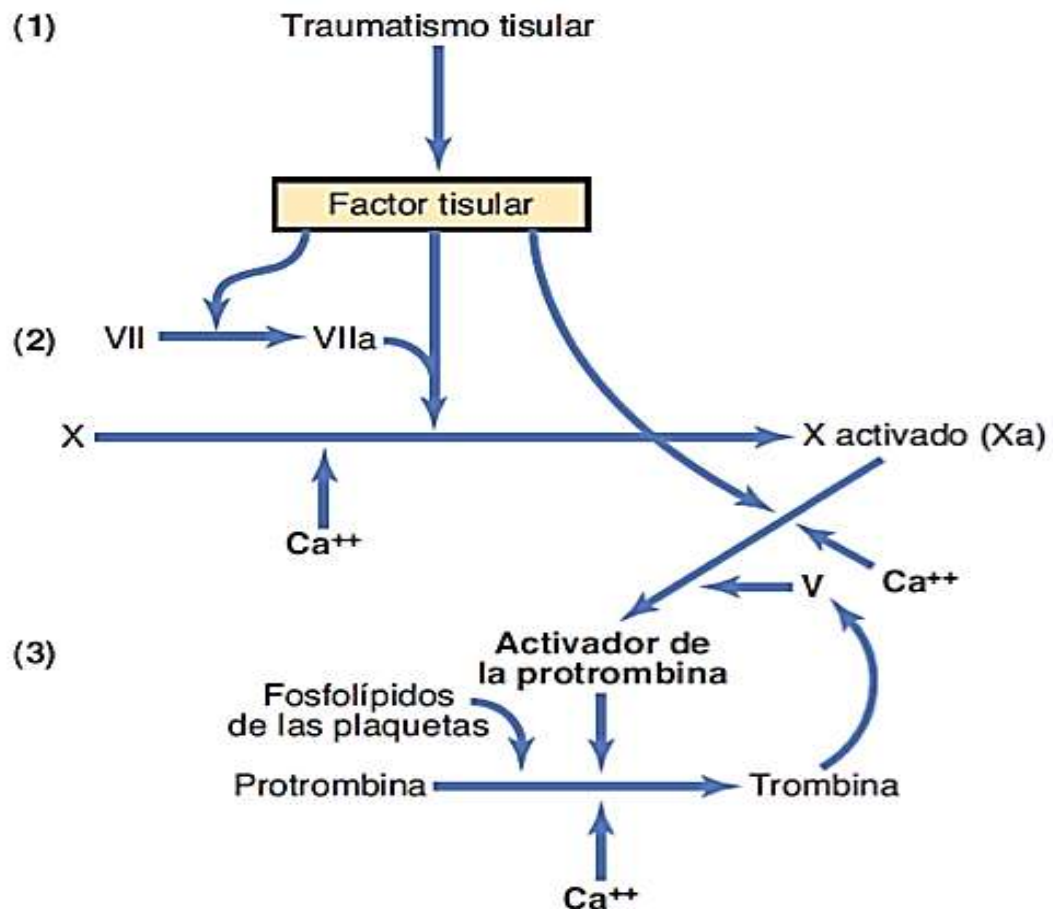 (1)
Traumatismo tisular
Factor tisular
(2)
VII
VIIa
X
X activado (Xa)
Ca++
Ca++
V
(3)
Activador de
la protrombina
Fosfolípidos
de las plaquetas
Protrombina
Trombina
Ca++